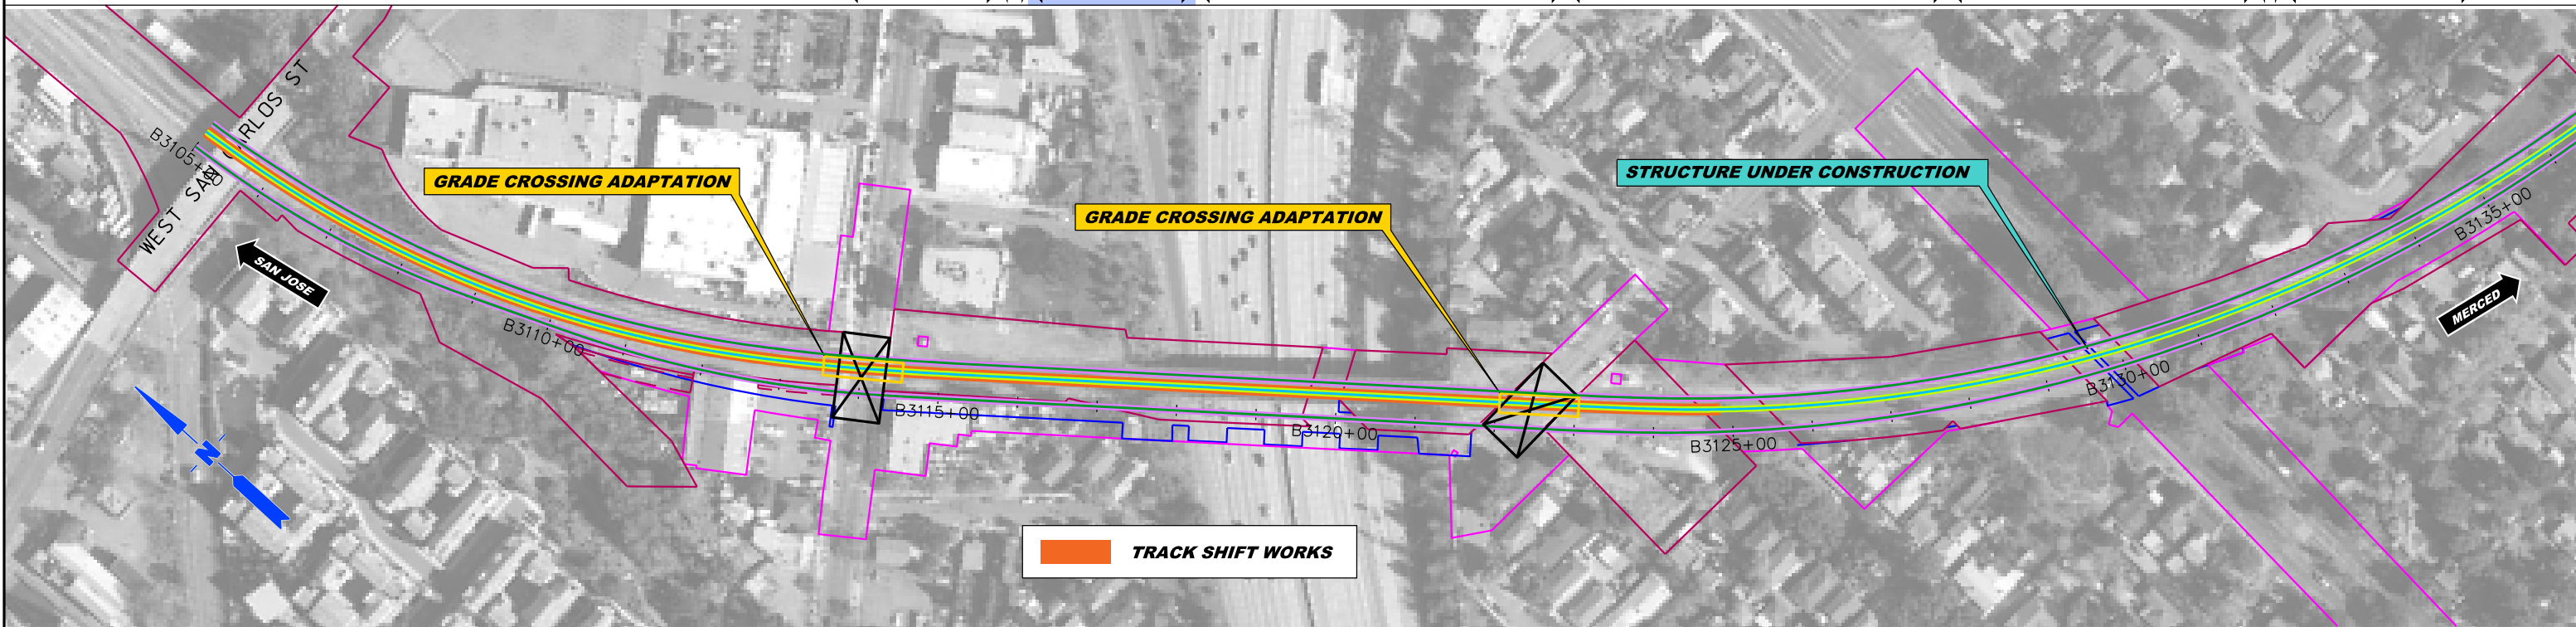 WEST SAN CARLOS ST
B3105+00
GRADE CROSSING ADAPTATION
GRADE CROSSING ADAPTATION
STRUCTURE UNDER CONSTRUCTION
SAN JOSE
MERCED
B3110+00
B3115+00
B3120+00
B3125+00
B3130+00
B3135+00
N
TRACK SHIFT WORKS